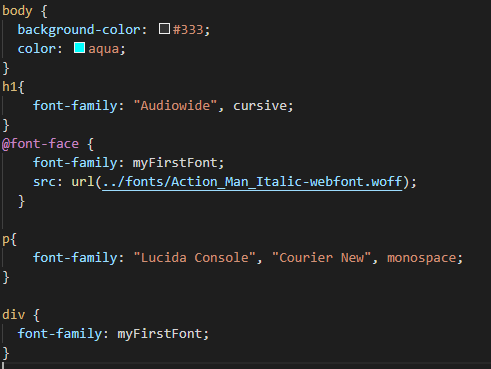 body {
  background-color: #333;
  color: aqua;
}
h1{
    font-family: "Audiowide", cursive;
}
@font-face {
    font-family: myFirstFont;
    src: url(../fonts/Action_Man_Italic-webfont.woff);
  }
p{
    font-family: "Lucida Console", "Courier New", monospace;
}
div {
  font-family: myFirstFont;
}